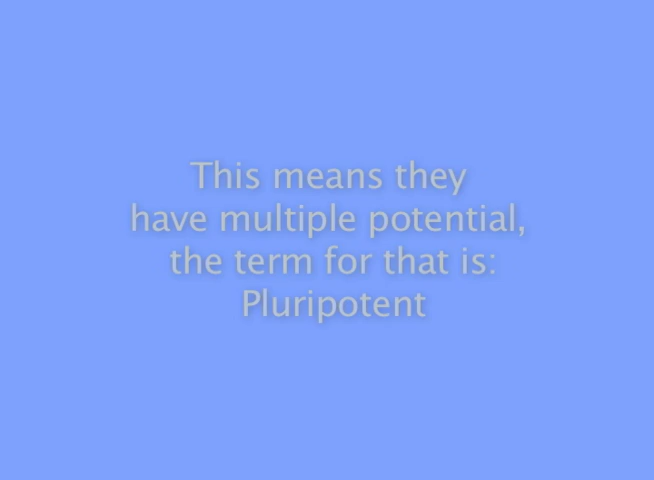 This means they
have multiple potential,
the term for that is:
Pluripotent